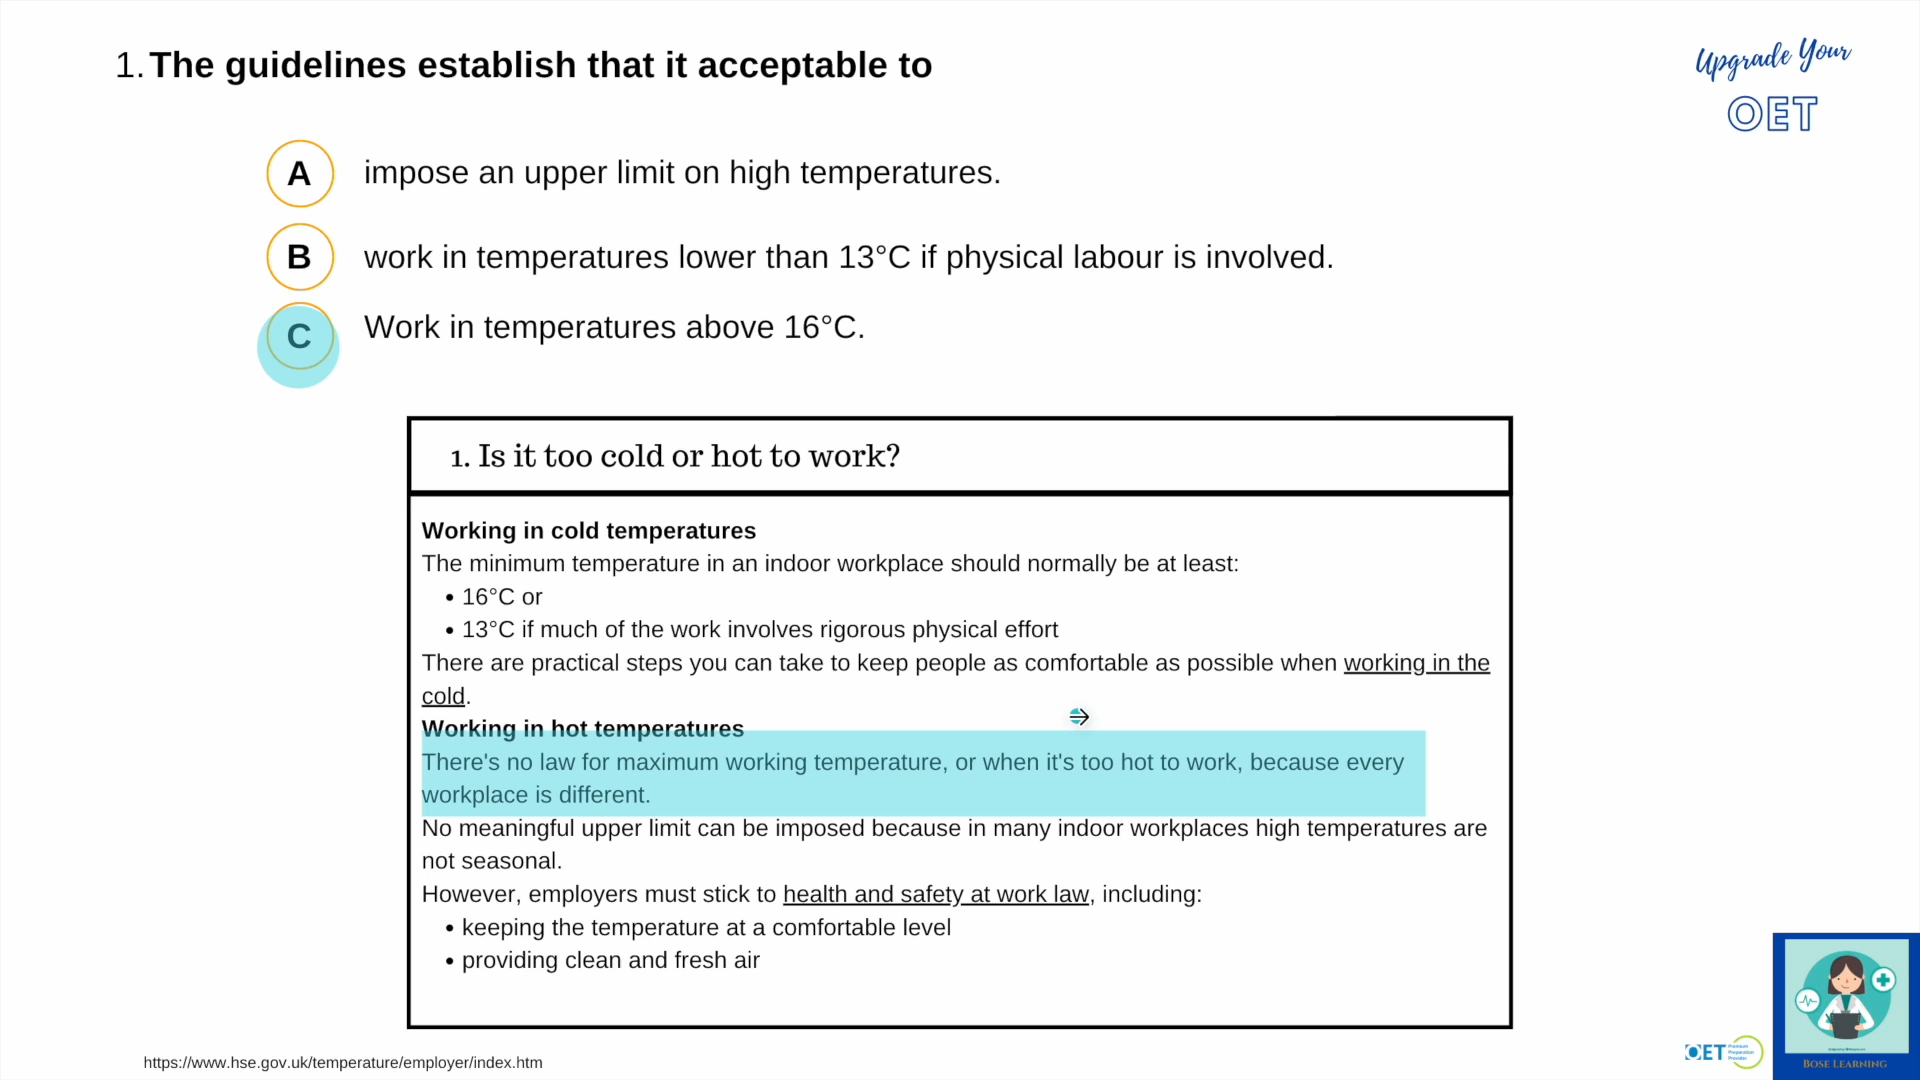 1. The guidelines establish that it acceptable to
Upgrade Your
OET
A impose an upper limit on high temperatures.
B work in temperatures lower than 13°C if physical labour is involved.
C Work in temperatures above 16°C.
1. Is it too cold or hot to work?
Working in cold temperatures
The minimum temperature in an indoor workplace should normally be at least:
• 16°C or
• 13°C if much of the work involves rigorous physical effort
There are practical steps you can take to keep people as comfortable as possible when working in the
cold.
Working in hot temperatures
There's no law for maximum working temperature, or when it's too hot to work, because every
workplace is different.
No meaningful upper limit can be imposed because in many indoor workplaces high temperatures are
not seasonal.
However, employers must stick to health and safety at work law, including:
• keeping the temperature at a comfortable level
• providing clean and fresh air
https://www.hse.gov.uk/temperature/employer/index.htm
OET Premium
Preparation
Provider
BOSE LEARNING